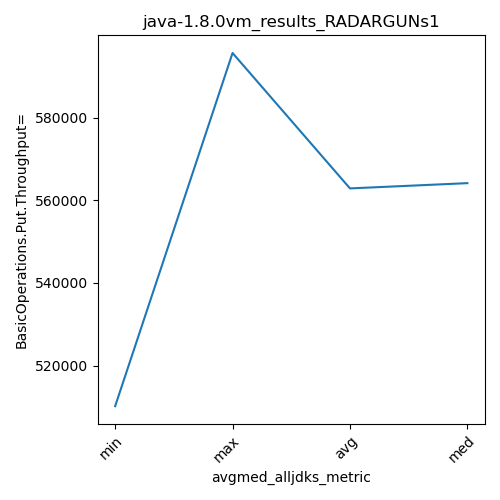 java-1.8.0vm_results_RADARGUNs1
BasicOperations.Put.Throughput=
580000
560000
540000
520000
min
max
avg
med
avgmed_alljdks_metric